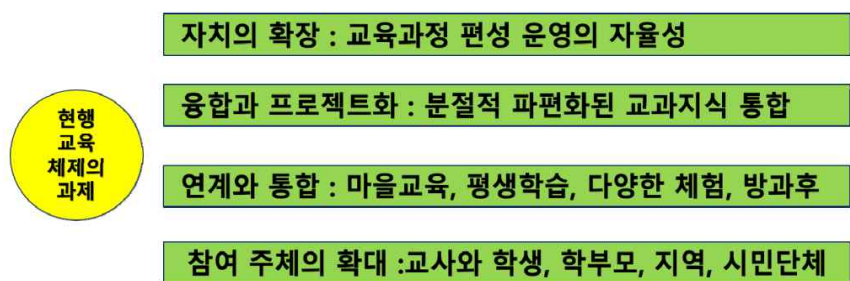 현행
교육
체제의
과제
자치의 확장 : 교육과정 편성 운영의 자율성
융합과 프로젝트화 : 분절적 파편화된 교과지식 통합
연계와 통합 : 마을교육, 평생학습, 다양한 체험, 방과후
참여 주체의 확대 :교사와 학생, 학부모, 지역, 시민단체